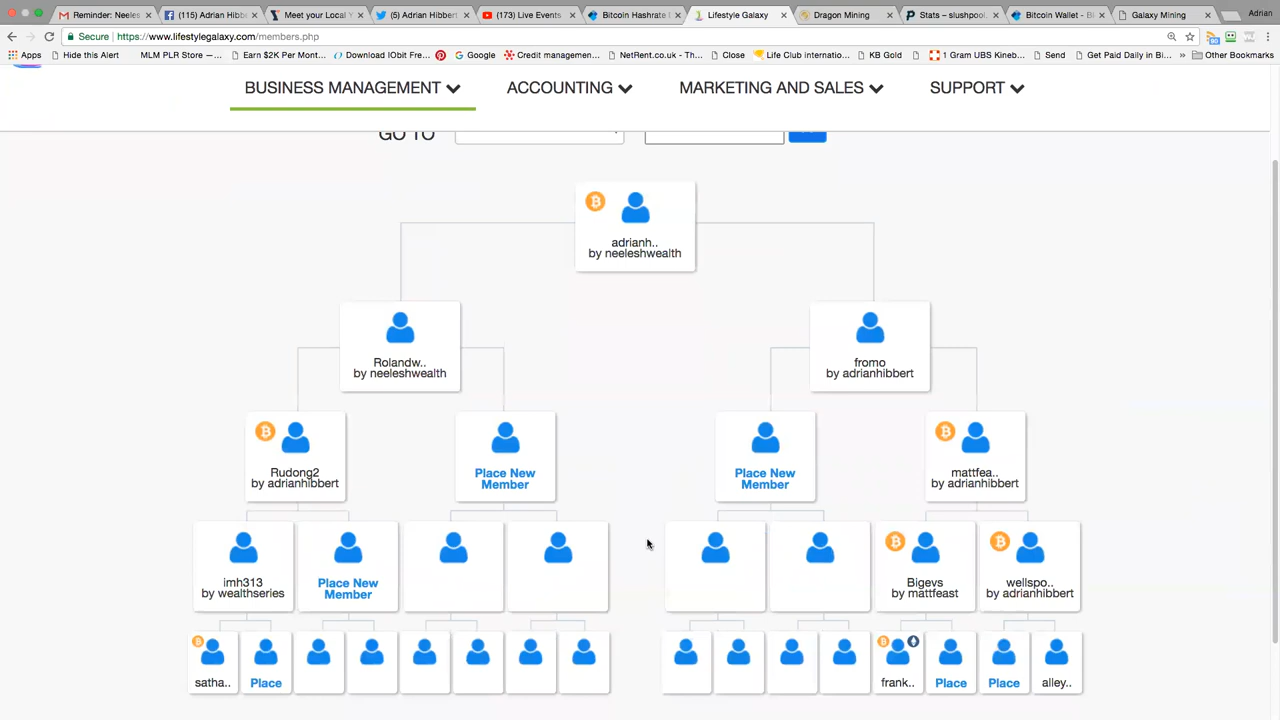 Reminder: Neeles
(115) Adrian Hibb
Meet your Local Y
(5) Adrian Hibbert
(173) Live Events
Bitcoin Hashrate D
Lifestyle Galaxy
Dragon Mining
Stats – slushpool.
Bitcoin Wallet - Bi
Galaxy Mining
Adrian
Secure
https://www.lifestylegalaxy.com/members.php
Apps
Hide this Alert
MLM PLR Store —...
Earn $2K Per Mont...
Download IObit Fre...
Google
Credit managemen...
NetRent.co.uk - Th...
Close
Life Club internatio...
KB Gold
1 Gram UBS Kineb...
Send
Get Paid Daily in Bi...
»
Other Bookmarks
BUSINESS MANAGEMENT
ACCOUNTING
MARKETING AND SALES
SUPPORT
GO TO
adrianh..
by neeleshwealth
Rolandw..
by neeleshwealth
fromo
by adrianhibbert
Rudong2
by adrianhibbert
Place New
Member
Place New
Member
mattfea..
by adrianhibbert
imh313
by wealthseries
Place New
Member
Bigevs
by mattfeast
wellspo..
by adrianhibbert
satha..
Place
frank..
Place
Place
alley..